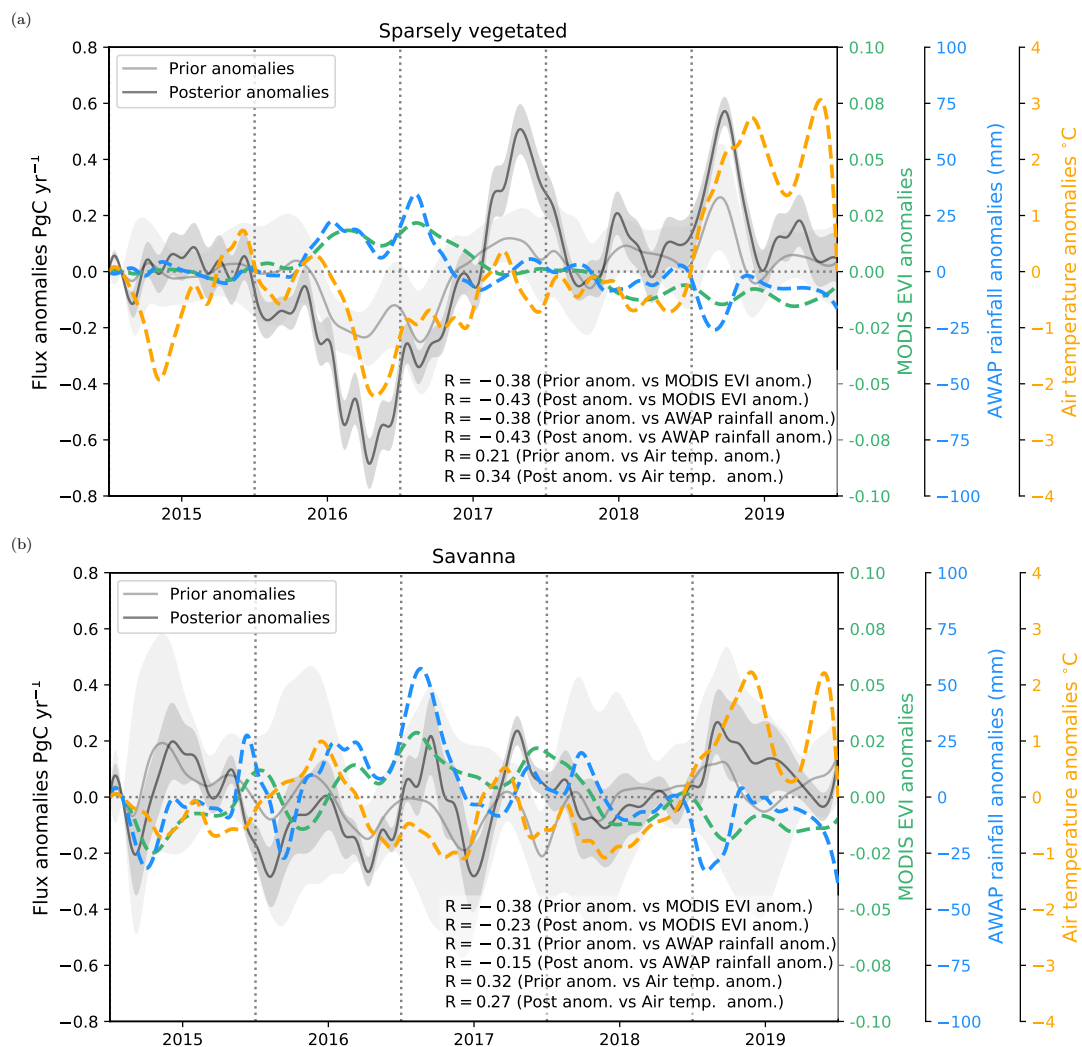 (a)
Sparsely vegetated
Prior anomalies
Posterior anomalies
Flux anomalies PgC yr⁻¹
0.8
0.6
0.4
0.2
0.0
−0.2
−0.4
−0.6
−0.8
2015 2016 2017 2018 2019
R = −0.38 (Prior anom. vs MODIS EVI anom.)
R = −0.43 (Post anom. vs MODIS EVI anom.)
R = −0.38 (Prior anom. vs AWAP rainfall anom.)
R = −0.43 (Post anom. vs AWAP rainfall anom.)
R = 0.21 (Prior anom. vs Air temp. anom.)
R = 0.34 (Post anom. vs Air temp. anom.)
0.10
0.08
0.06
0.04
0.02
0.00
-0.02
-0.04
-0.05
-0.08
-0.10
MODIS EVI anomalies
100
75
50
25
0
−25
−50
−75
−100
AWAP rainfall anomalies (mm)
4
3
2
1
0
−1
−2
−3
−4
Air temperature anomalies °C
(b)
Savanna
Prior anomalies
Posterior anomalies
Flux anomalies PgC yr⁻¹
0.8
0.6
0.4
0.2
0.0
−0.2
−0.4
−0.6
−0.8
2015 2016 2017 2018 2019
R = −0.38 (Prior anom. vs MODIS EVI anom.)
R = −0.23 (Post anom. vs MODIS EVI anom.)
R = −0.31 (Prior anom. vs AWAP rainfall anom.)
R = −0.15 (Post anom. vs AWAP rainfall anom.)
R = 0.32 (Prior anom. vs Air temp. anom.)
R = 0.27 (Post anom. vs Air temp. anom.)
0.10
0.08
0.06
0.04
0.02
0.00
-0.02
-0.04
-0.05
-0.08
-0.10
MODIS EVI anomalies
100
75
50
25
0
−25
−50
−75
−100
AWAP rainfall anomalies (mm)
4
3
2
1
0
−1
−2
−3
−4
Air temperature anomalies °C